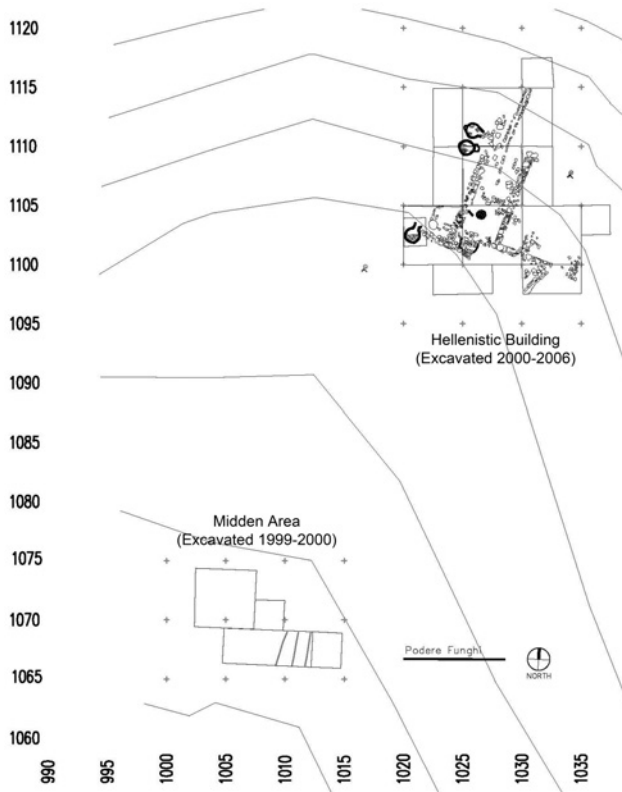 1120
1115
1110
1105
1100
1095
Hellenistic Building
(Excavated 2000-2006)
1090
1085
1080
Midden Area
(Excavated 1999-2000)
1075
1070
1065
Podere Funghi
NORTH
1060
990 995 1000 1005 1010 1015 1020 1025 1030 1035